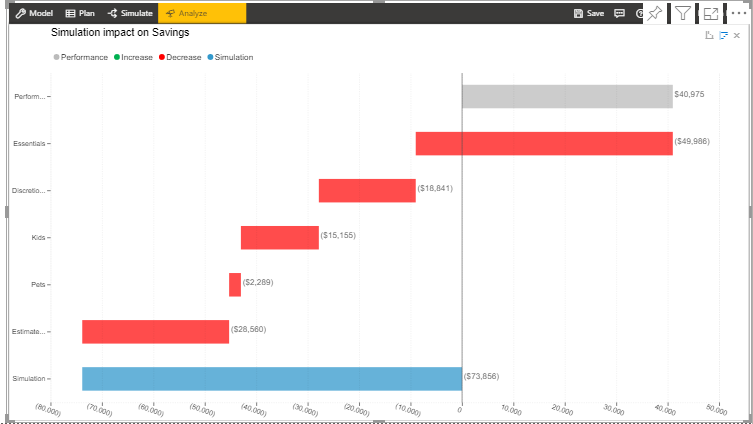 Model Plan Simulate Analyze Save
Simulation impact on Savings
Performance Increase Decrease Simulation
Perform... $40,975
Essentials ($49,986)
Discretio... ($18,841)
Kids ($15,155)
Pets ($2,289)
Estimate... ($28,560)
Simulation ($73,856)
(80,000) (70,000) (60,000) (50,000) (40,000) (30,000) (20,000) (10,000) 0 10,000 20,000 30,000 40,000 50,000